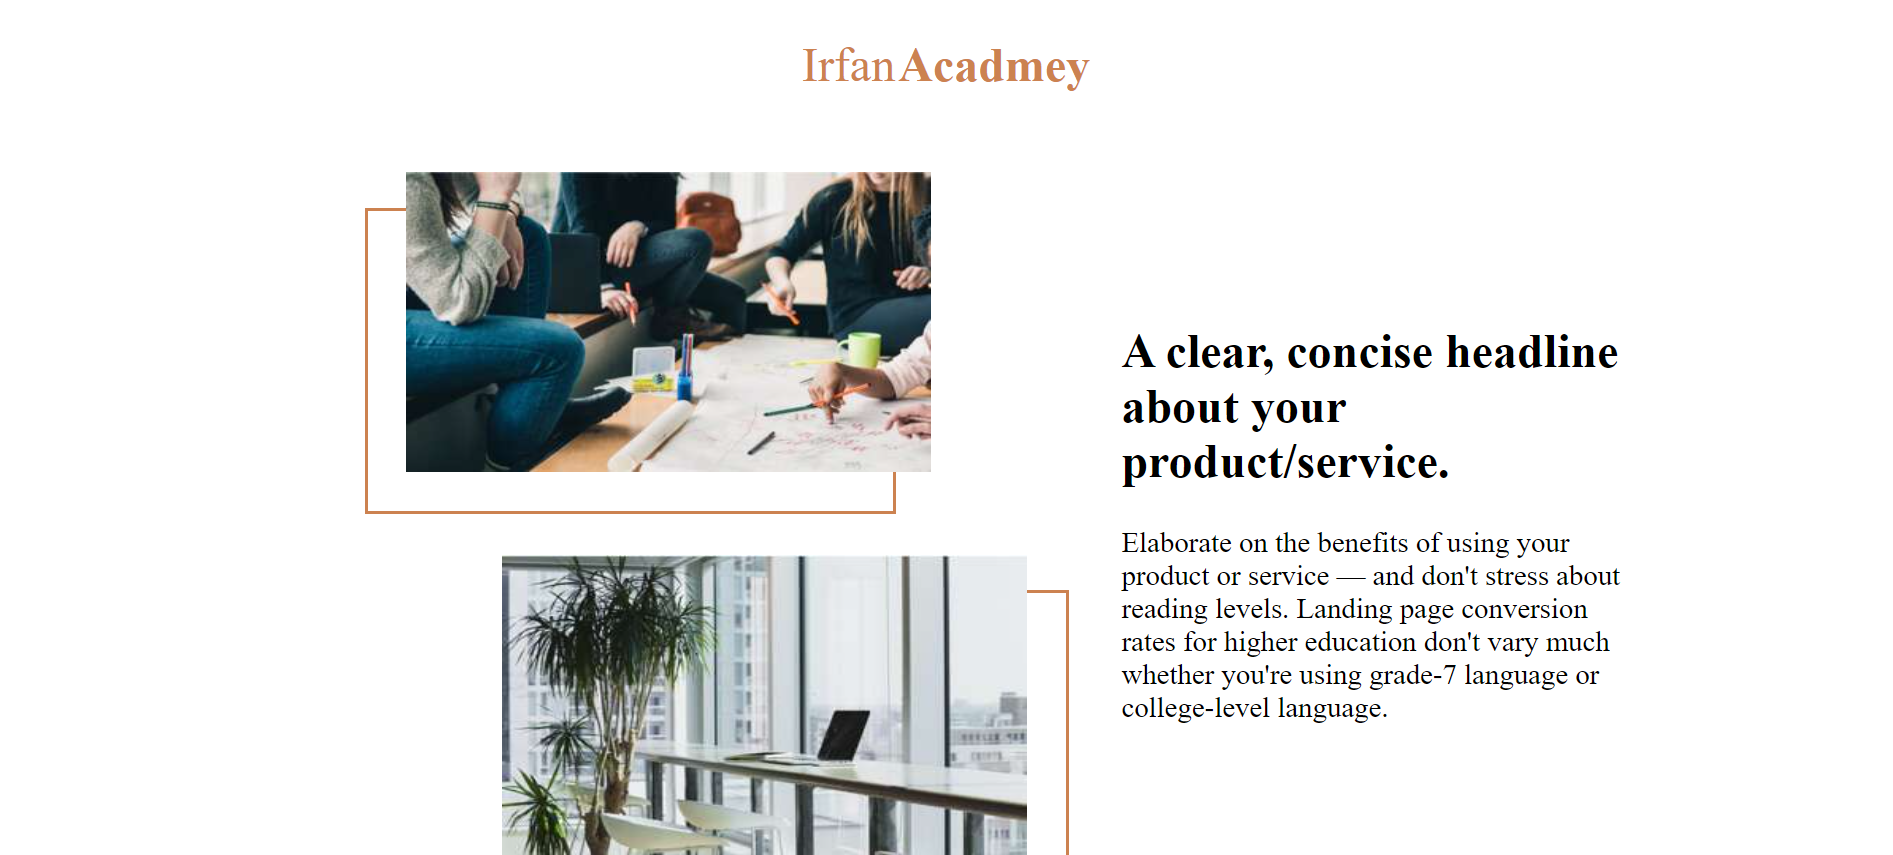 Irfan Acadmey
A clear, concise headline
about your
product/service.
Elaborate on the benefits of using your
product or service — and don't stress about
reading levels. Landing page conversion
rates for higher education don't vary much
whether you're using grade-7 language or
college-level language.